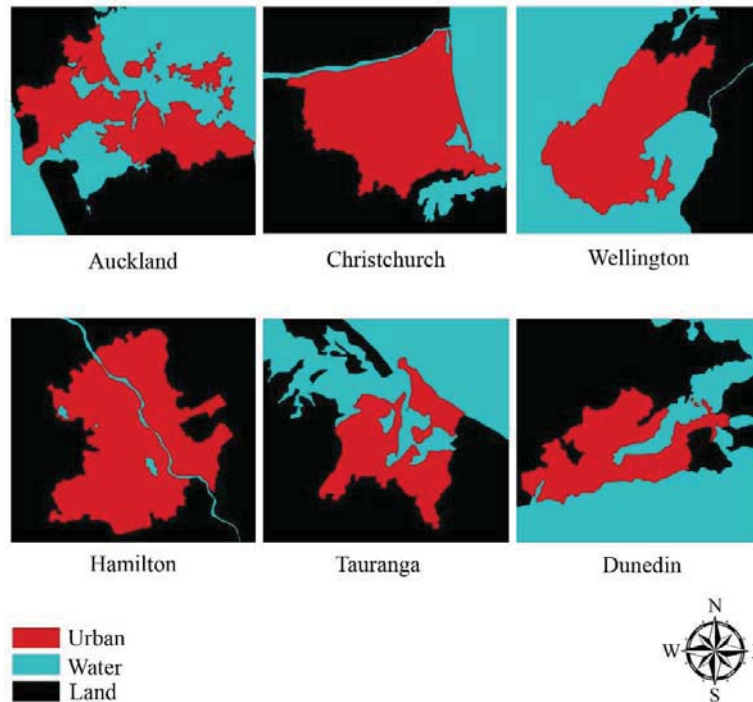 Auckland
Christchurch
Wellington
Hamilton
Tauranga
Dunedin
Urban
Water
Land
N
W
S